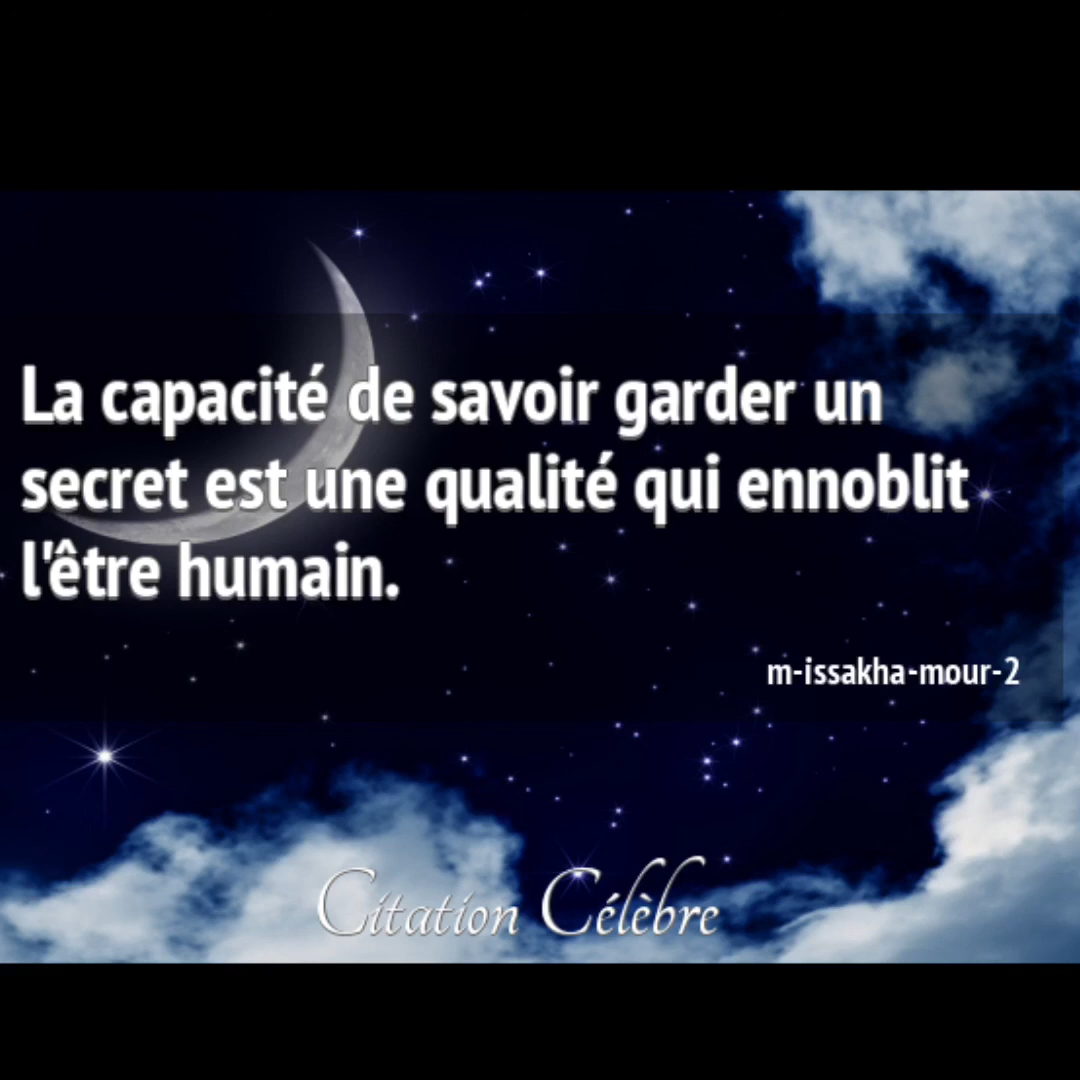 La capacité de savoir garder un
secret est une qualité qui ennoblit
l'être humain.
m-issakha-mour-2
Citation Célèbre